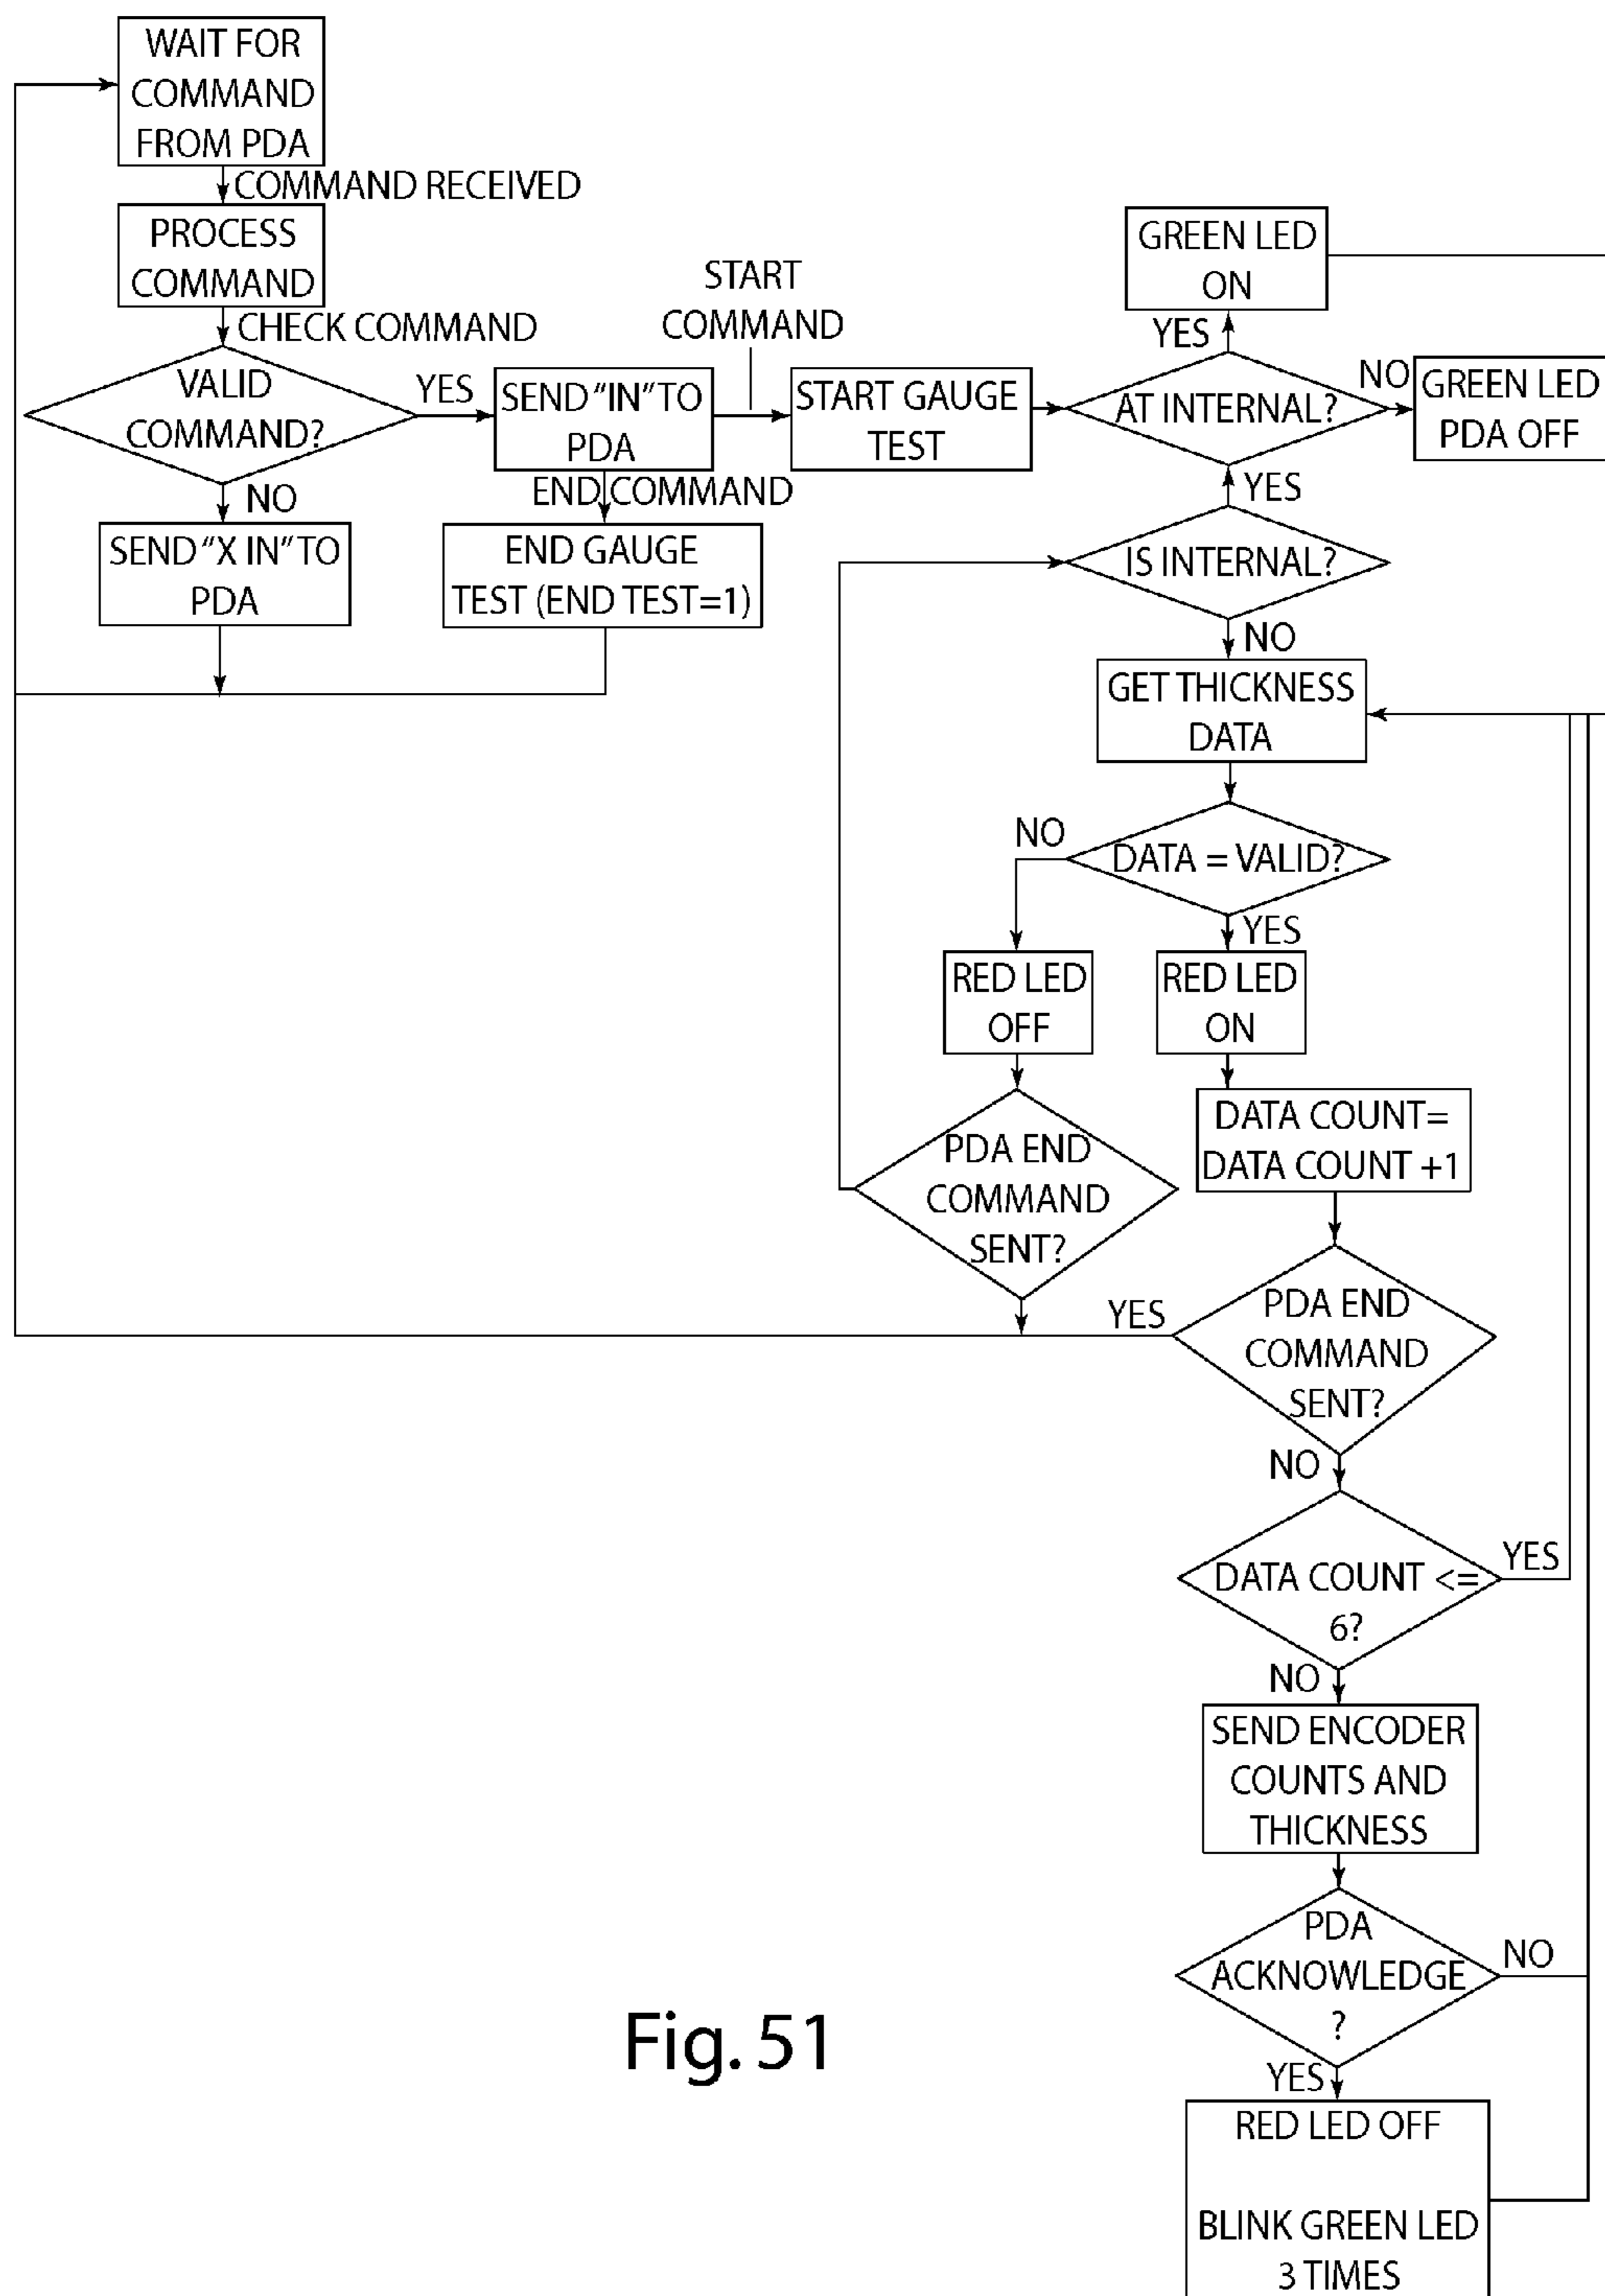 WAIT FOR
COMMAND
FROM PDA
COMMAND RECEIVED
PROCESS
COMMAND
CHECK COMMAND
VALID
COMMAND?
YES
NO
SEND "X IN" TO
PDA
SEND "IN" TO
PDA
END COMMAND
END GAUGE
TEST (END TEST=1)
START
COMMAND
START GAUGE
TEST
GREEN LED
ON
YES
AT INTERNAL?
NO
GREEN LED
PDA OFF
YES
IS INTERNAL?
NO
GET THICKNESS
DATA
DATA = VALID?
NO
YES
RED LED
OFF
RED LED
ON
PDA END
COMMAND
SENT?
DATA COUNT=
DATA COUNT +1
YES
PDA END
COMMAND
SENT?
NO
DATA COUNT <=
6?
YES
NO
SEND ENCODER
COUNTS AND
THICKNESS
PDA
ACKNOWLEDGE
?
NO
YES
RED LED OFF
BLINK GREEN LED
3 TIMES
Fig. 51